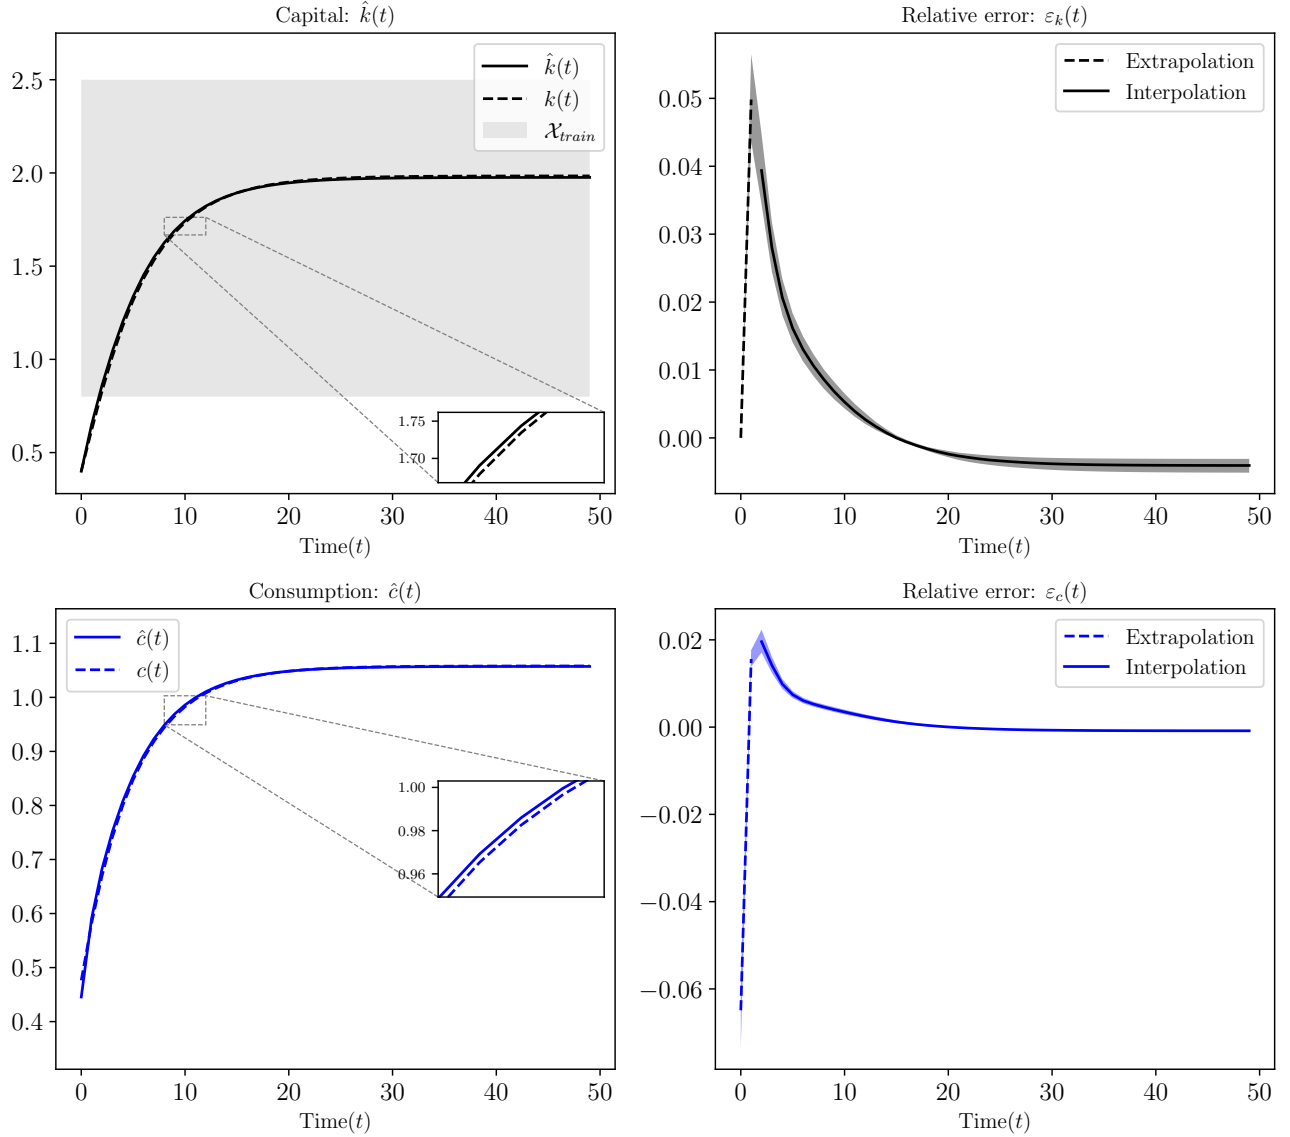 Capital: k̂(t)
2.5
2.0
1.5
1.0
0.5
k̂(t)
k(t)
𝒳train
1.75
1.70
0 10 20 30 40 50
Time(t)
Relative error: εk(t)
0.05
0.04
0.03
0.02
0.01
0.00
Extrapolation
Interpolation
0 10 20 30 40 50
Time(t)
Consumption: ĉ(t)
1.1
1.0
0.9
0.8
0.7
0.6
0.5
0.4
ĉ(t)
c(t)
1.00
0.98
0.96
0 10 20 30 40 50
Time(t)
Relative error: εc(t)
0.02
0.00
−0.02
−0.04
−0.06
Extrapolation
Interpolation
0 10 20 30 40 50
Time(t)